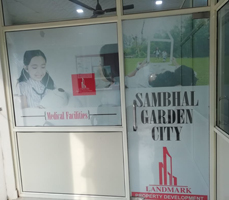 {Medical Facilities}
SAMBHAL
GARDEN
CITY
LANDMARK
PROPERTY DEVELOPMENT